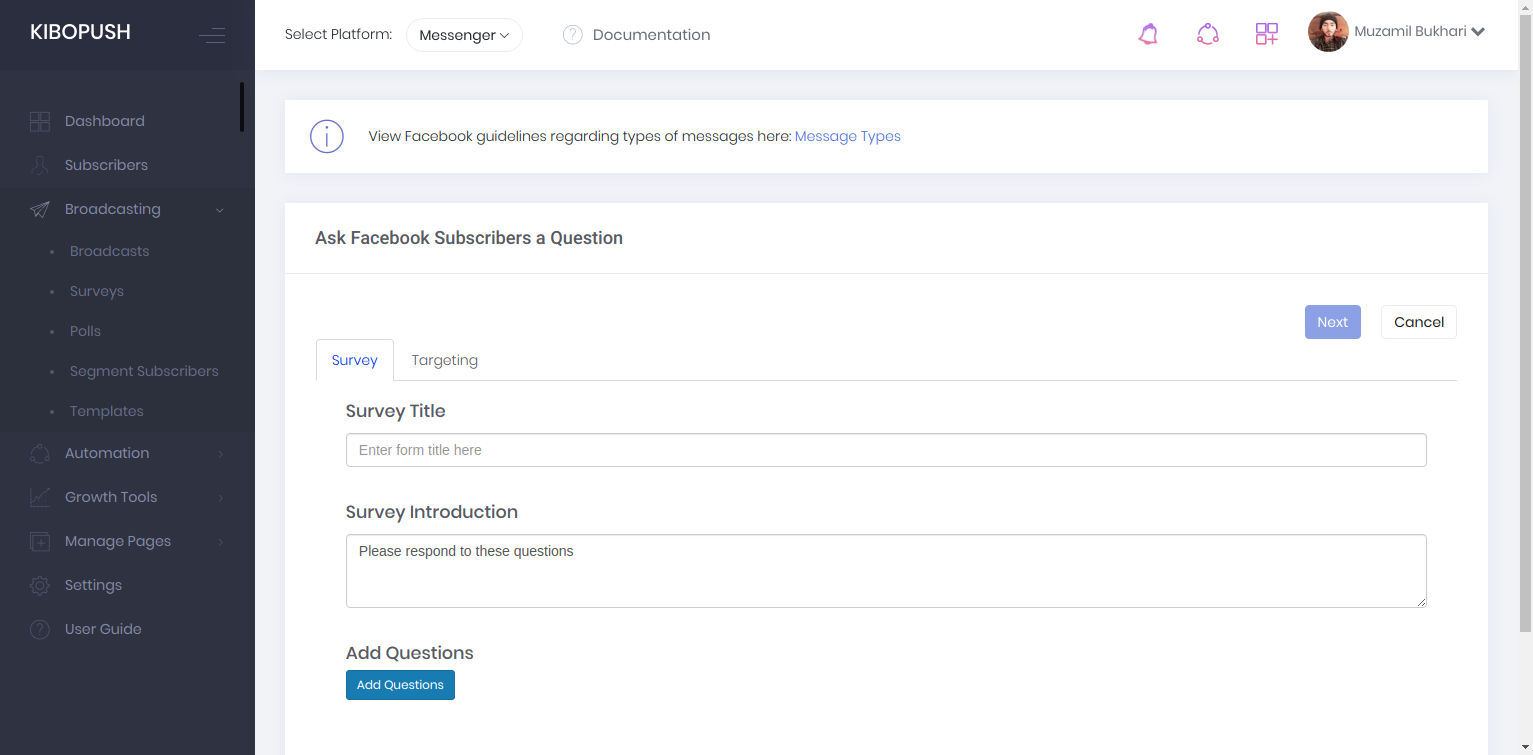 KIBOPUSH
Select Platform: Messenger
Documentation
Muzamil Bukhari
Dashboard
Subscribers
Broadcasting
Broadcasts
Surveys
Polls
Segment Subscribers
Templates
Automation
Growth Tools
Manage Pages
Settings
User Guide
View Facebook guidelines regarding types of messages here: Message Types
Ask Facebook Subscribers a Question
Next Cancel
Survey Targeting
Survey Title
Enter form title here
Survey Introduction
Please respond to these questions
Add Questions
Add Questions